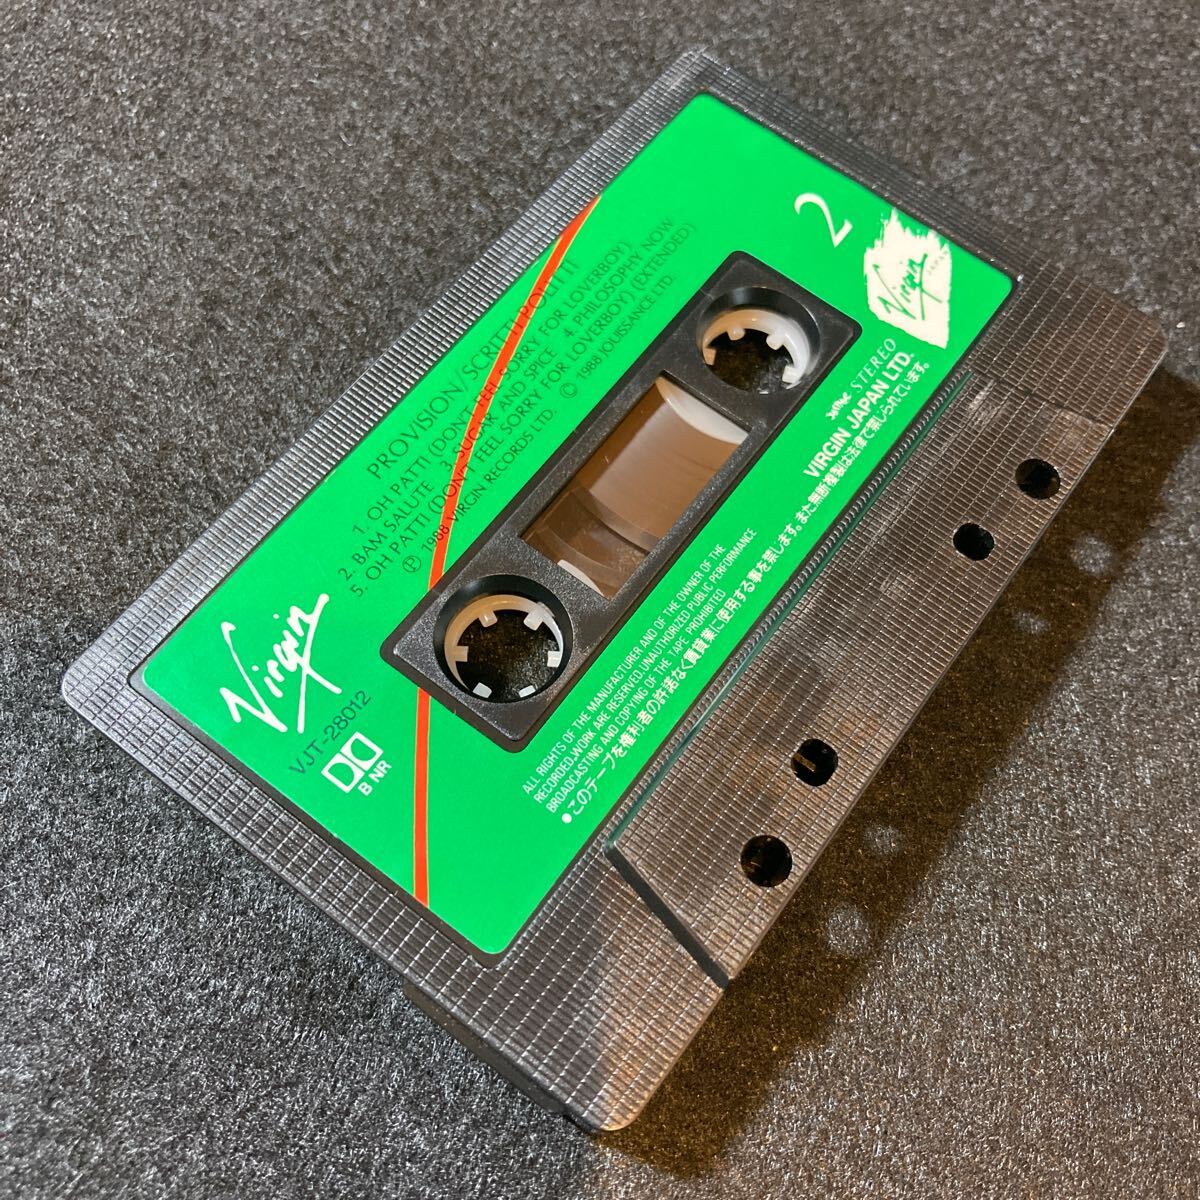 PROVISION/SCRITTI POLITTI
1. OH PATTI (DON'T FEEL SORRY FOR LOVERBOY)
2. BAM SALUTE 3. SUGAR AND SPICE 4. PHILOSOPHY NOW
5. OH PATTI (DON'T FEEL SORRY FOR LOVERBOY) (EXTENDED)
Ⓟ 1988 VIRGIN RECORDS LTD. © 1988 JOUISSANCE LTD.
2
Virgin
JAPAN
Virgin
VJT-28012
B NR
STEREO
VIRGIN JAPAN LTD.
ALL RIGHTS OF THE MANUFACTURER AND OF THE OWNER OF THE
RECORDED.WORK ARE RESERVED.UNAUTHORIZED PUBLIC PERFORMANCE
BROADCASTING AND COPYING OF THE TAPE PROHIBITED
●このテープを権利者の許諾なく賃貸業に使用する事を禁じます。また無断複製は法律で禁じられています。